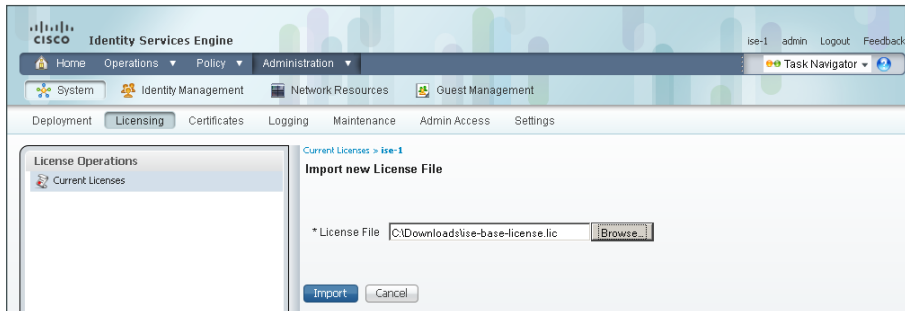 CISCO Identity Services Engine
ise-1 admin Logout Feedback
Home Operations ▼ Policy ▼ Administration ▼
Task Navigator ▼
System Identity Management Network Resources Guest Management
Deployment Licensing Certificates Logging Maintenance Admin Access Settings
License Operations
Current Licenses
Current Licenses > ise-1
Import new License File
* License File C:\Downloads\ise-base-license.lic Browse...
Import Cancel